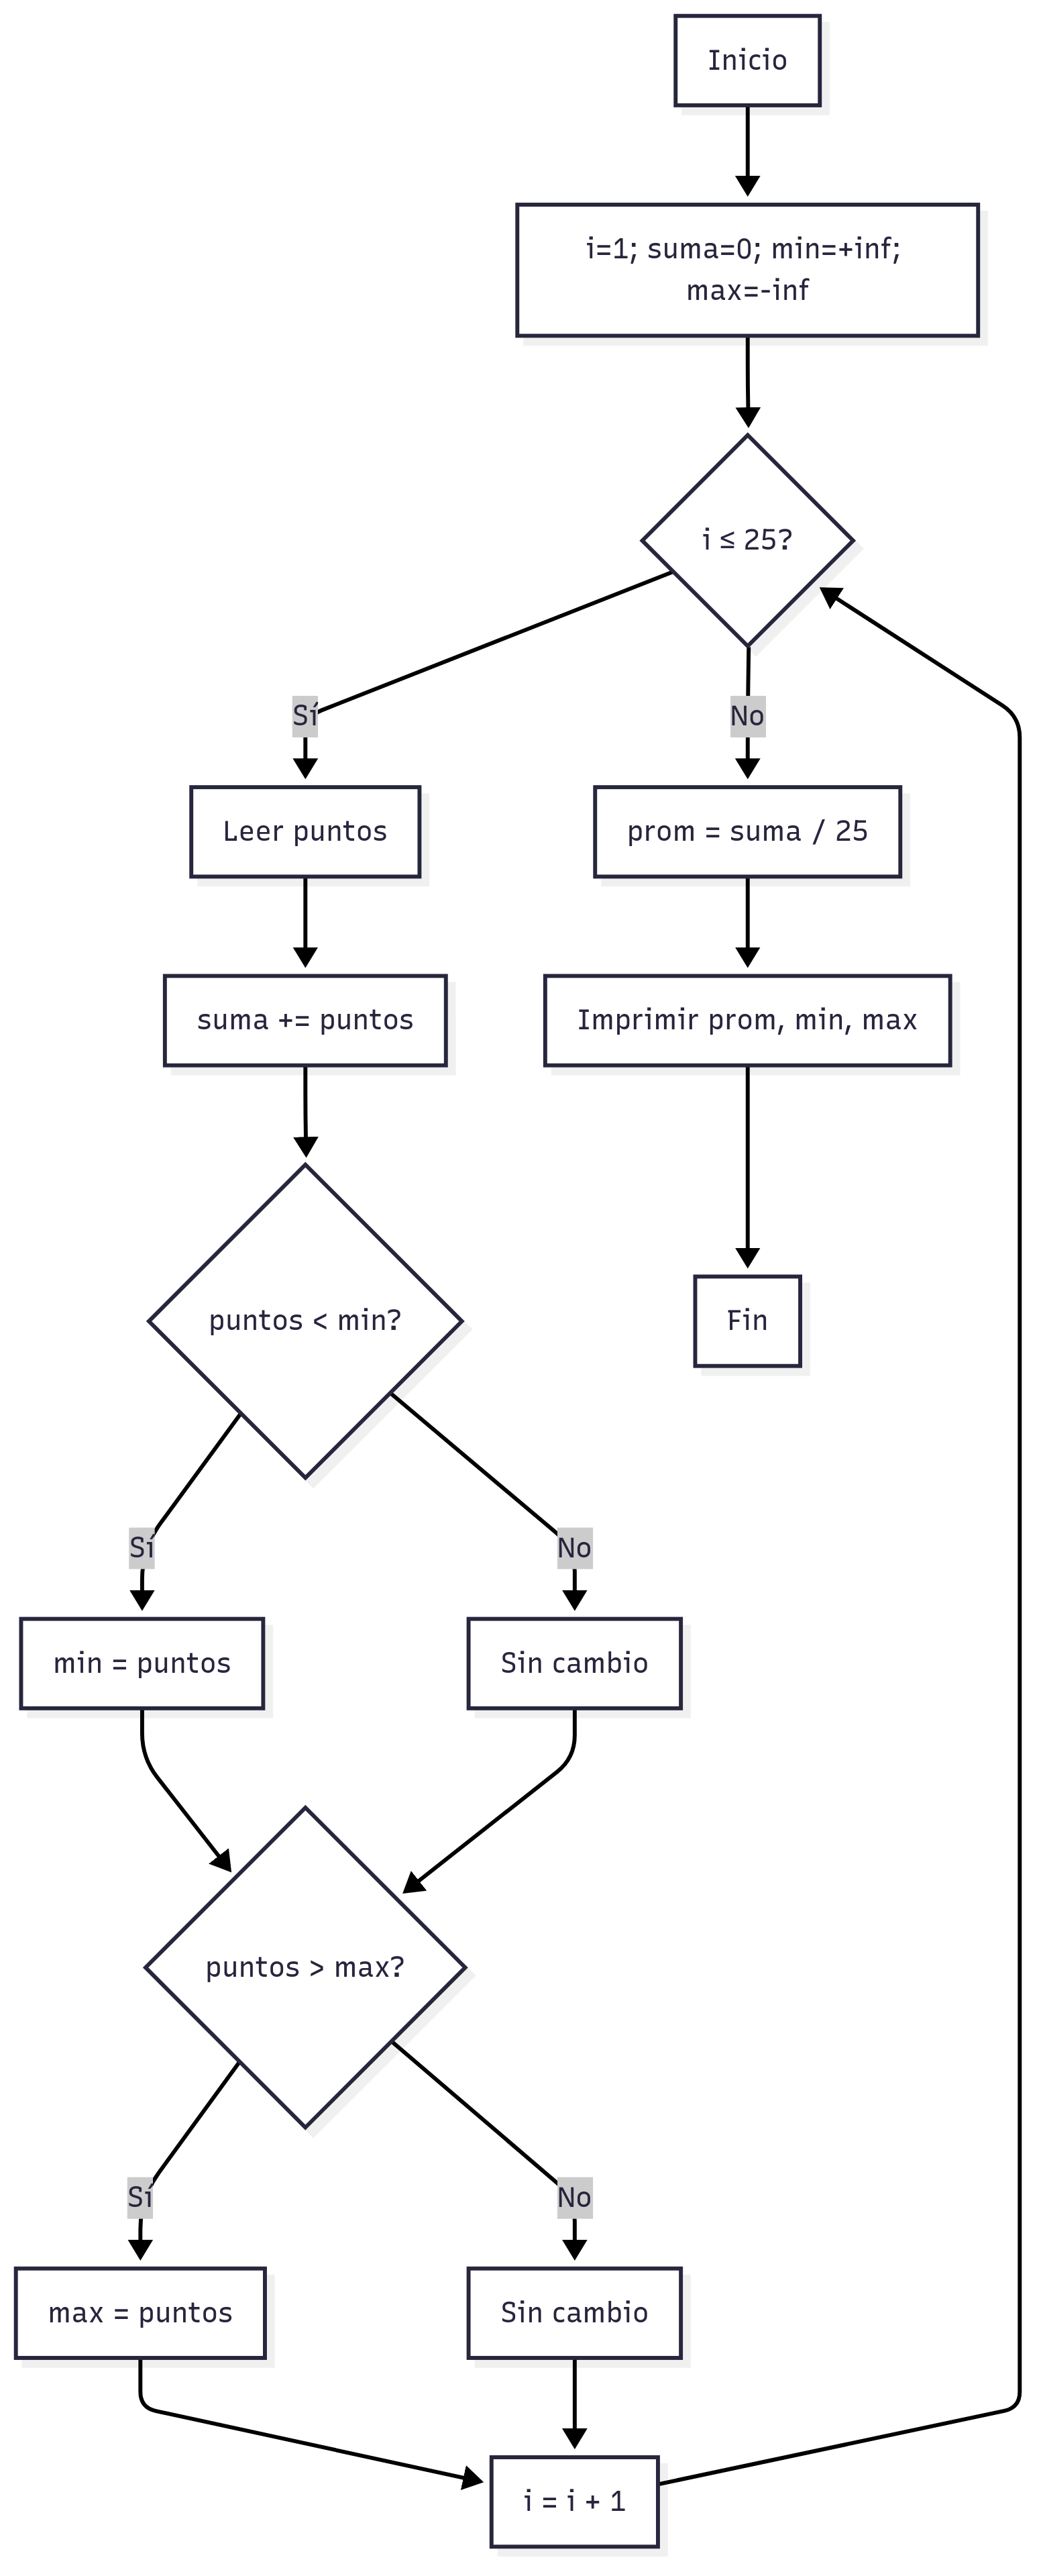 Inicio
i=1; suma=0; min=+inf;
max=-inf
i ≤ 25?
Sí
No
Leer puntos
prom = suma / 25
suma += puntos
Imprimir prom, min, max
puntos < min?
Fin
Sí
No
min = puntos
Sin cambio
puntos > max?
Sí
No
max = puntos
Sin cambio
i = i + 1